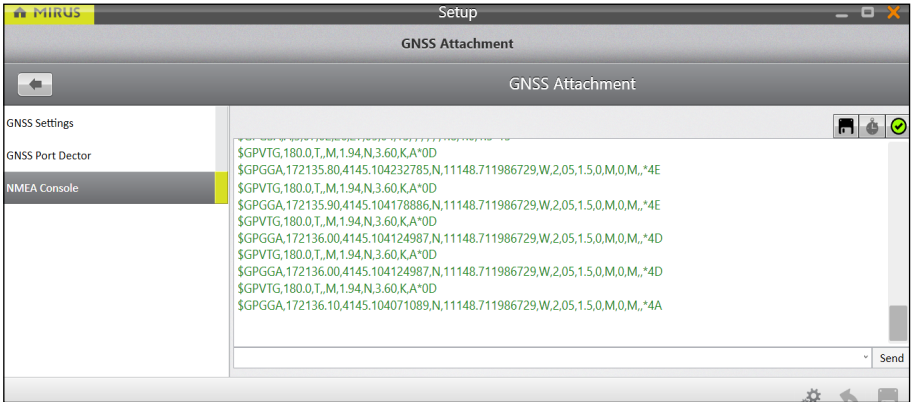 MIRUS
Setup
GNSS Attachment
GNSS Attachment
GNSS Settings
GNSS Port Dector
NMEA Console
$GPVTG,180.0,T,,M,1.94,N,3.60,K,A*0D
$GPGGA,172135.80,4145.104232785,N,11148.711986729,W,2,05,1.5,0,M,0,M,,*4E
$GPVTG,180.0,T,,M,1.94,N,3.60,K,A*0D
$GPGGA,172135.90,4145.104178886,N,11148.711986729,W,2,05,1.5,0,M,0,M,,*4E
$GPVTG,180.0,T,,M,1.94,N,3.60,K,A*0D
$GPGGA,172136.00,4145.104124987,N,11148.711986729,W,2,05,1.5,0,M,0,M,,*4D
$GPVTG,180.0,T,,M,1.94,N,3.60,K,A*0D
$GPGGA,172136.00,4145.104124987,N,11148.711986729,W,2,05,1.5,0,M,0,M,,*4D
$GPVTG,180.0,T,,M,1.94,N,3.60,K,A*0D
$GPGGA,172136.10,4145.104071089,N,11148.711986729,W,2,05,1.5,0,M,0,M,,*4A
Send